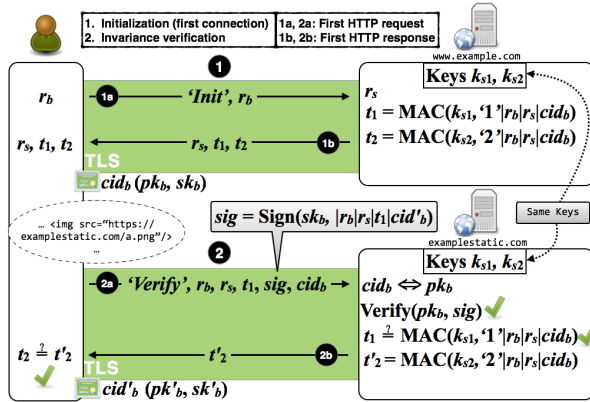 1. Initialization (first connection)
2. Invariance verification
1a, 2a: First HTTP request
1b, 2b: First HTTP response
www.example.com
1
Keys ks1, ks2
rb
1a
'Init', rb
rs
t1 = MAC(ks1, '1'|rb|rs|cidb)
rs, t1, t2
rs, t1, t2
1b
t2 = MAC(ks2, '2'|rb|rs|cidb)
TLS
cidb (pkb, skb)
Same Keys
... <img src="https://
examplestatic.com/a.png"/>
...
sig = Sign(skb, |rb|rs|t1|cid'b)
examplestatic.com
2
Keys ks1, ks2
2a
'Verify', rb, rs, t1, sig, cidb
cidb ⇔ pkb
Verify(pkb, sig)
t1 ≟ MAC(ks1, '1'|rb|rs|cidb)
t2 ≟ t'2
t'2
2b
t'2 = MAC(ks2, '2'|rb|rs|cidb)
TLS
cid'b (pk'b, sk'b)